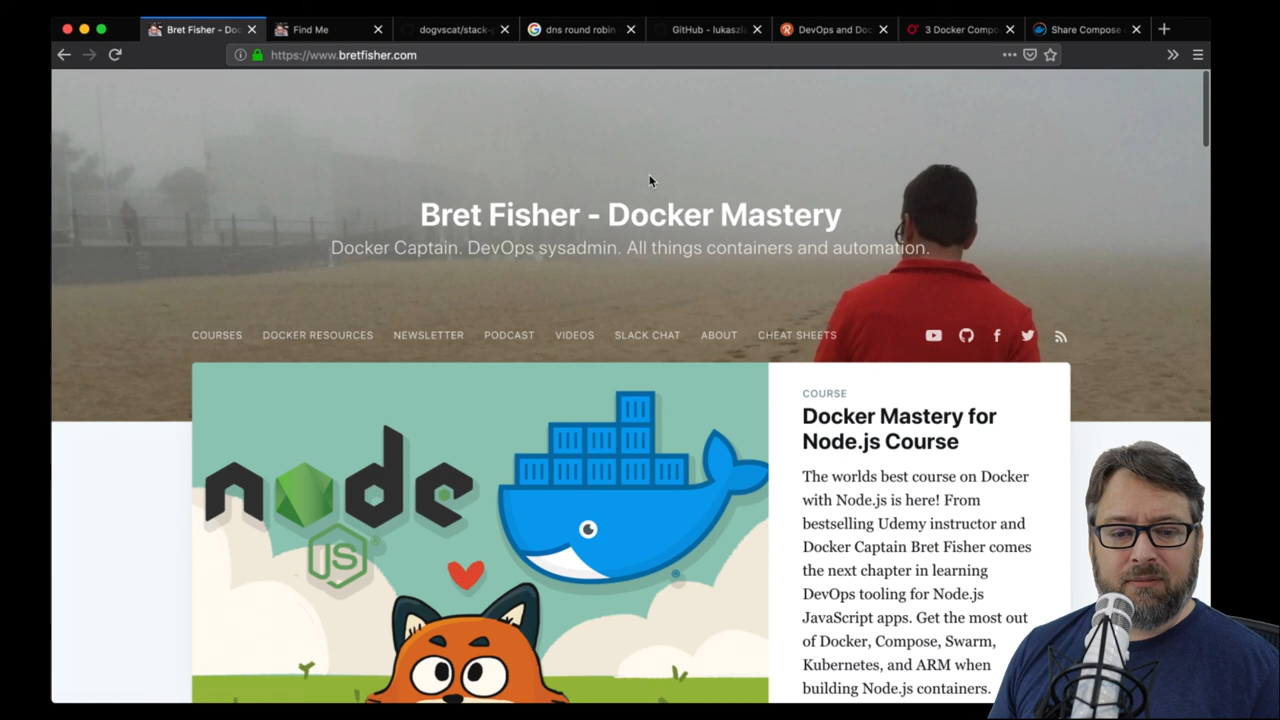 Bret Fisher - Doc
Find Me
dogvscat/stack-
dns round robin
GitHub - lukaszl
DevOps and Doc
3 Docker Compo
Share Compose
https://www.bretfisher.com
Bret Fisher - Docker Mastery
Docker Captain. DevOps sysadmin. All things containers and automation.
COURSES DOCKER RESOURCES NEWSLETTER PODCAST VIDEOS SLACK CHAT ABOUT CHEAT SHEETS
node
JS
COURSE
Docker Mastery for
Node.js Course
The worlds best course on Docker
with Node.js is here! From
bestselling Udemy instructor and
Docker Captain Bret Fisher comes
the next chapter in learning
DevOps tooling for Node.js
JavaScript apps. Get the most out
of Docker, Compose, Swarm,
Kubernetes, and ARM when
building Node.js containers.